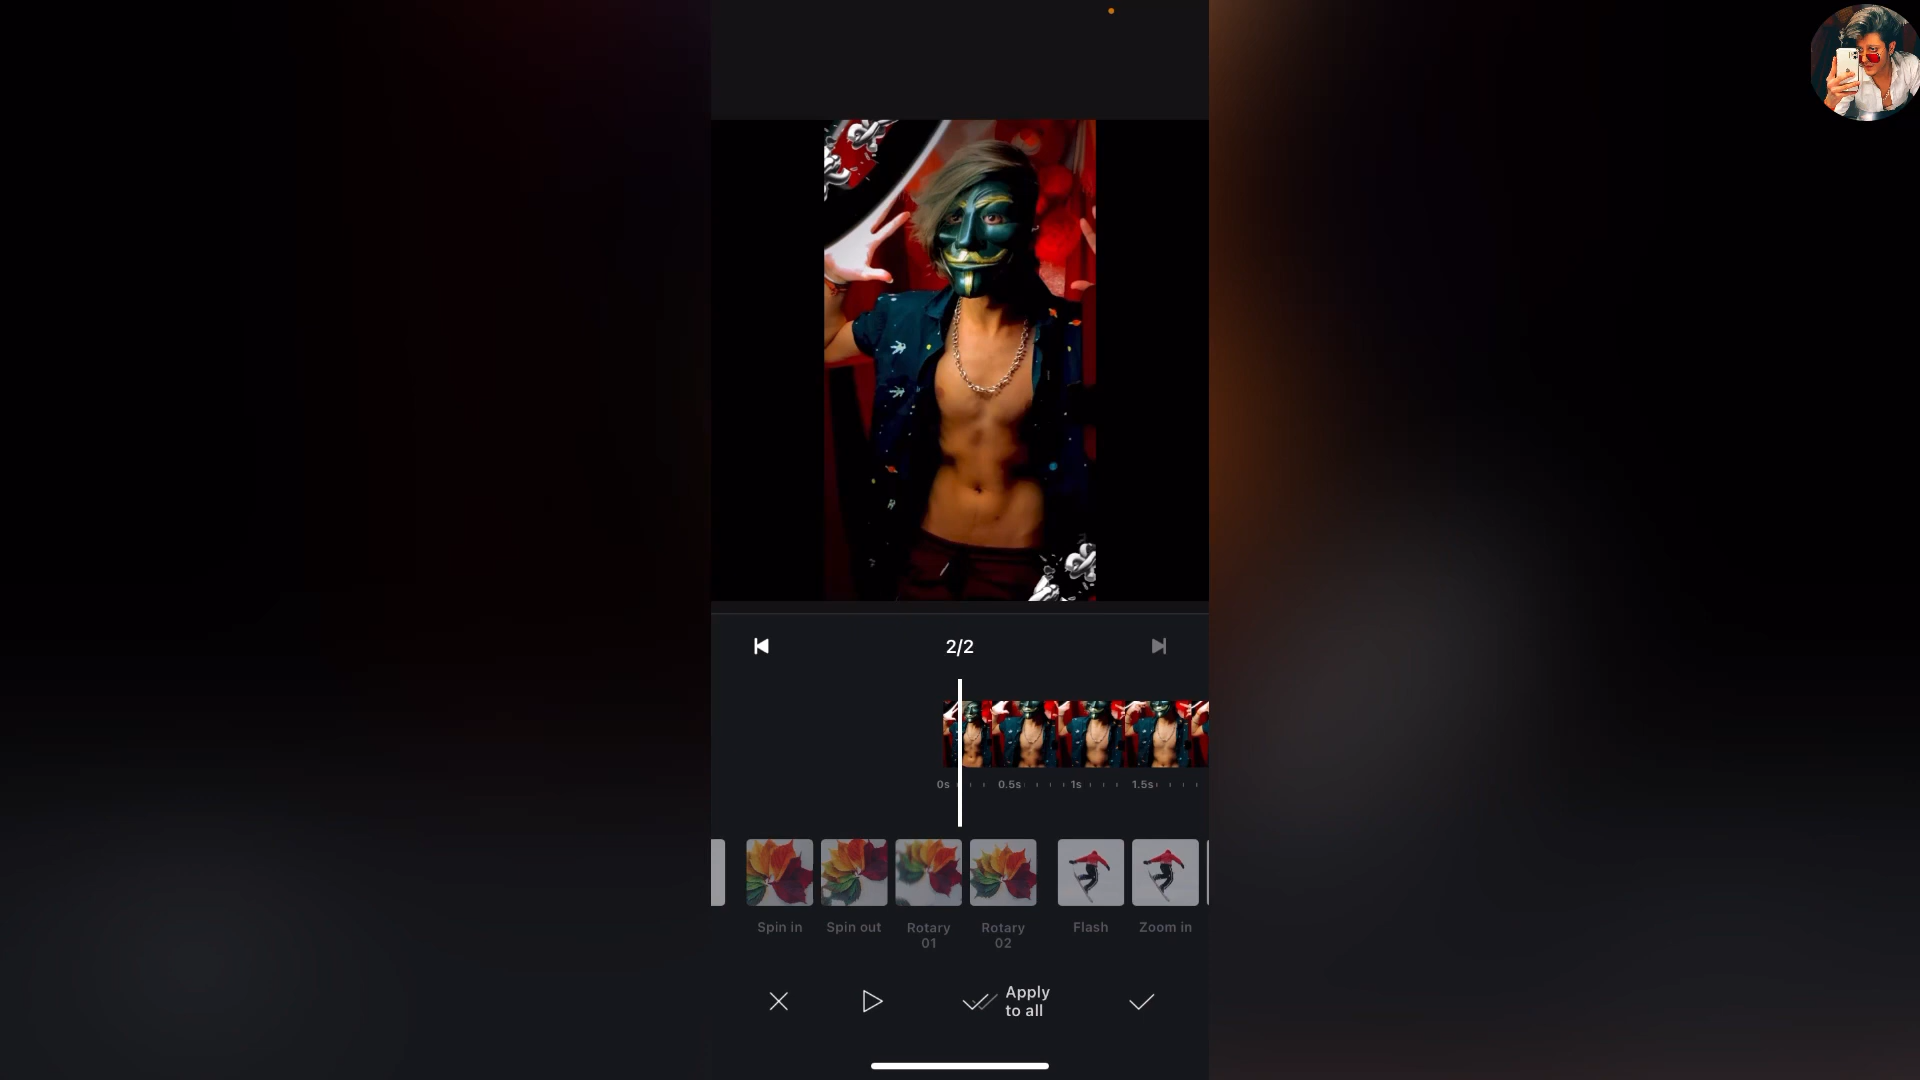 2/2
0s
0.5s
1s
1.5s
Spin in
Spin out
Rotary
01
Rotary
02
Flash
Zoom in
Apply
to all